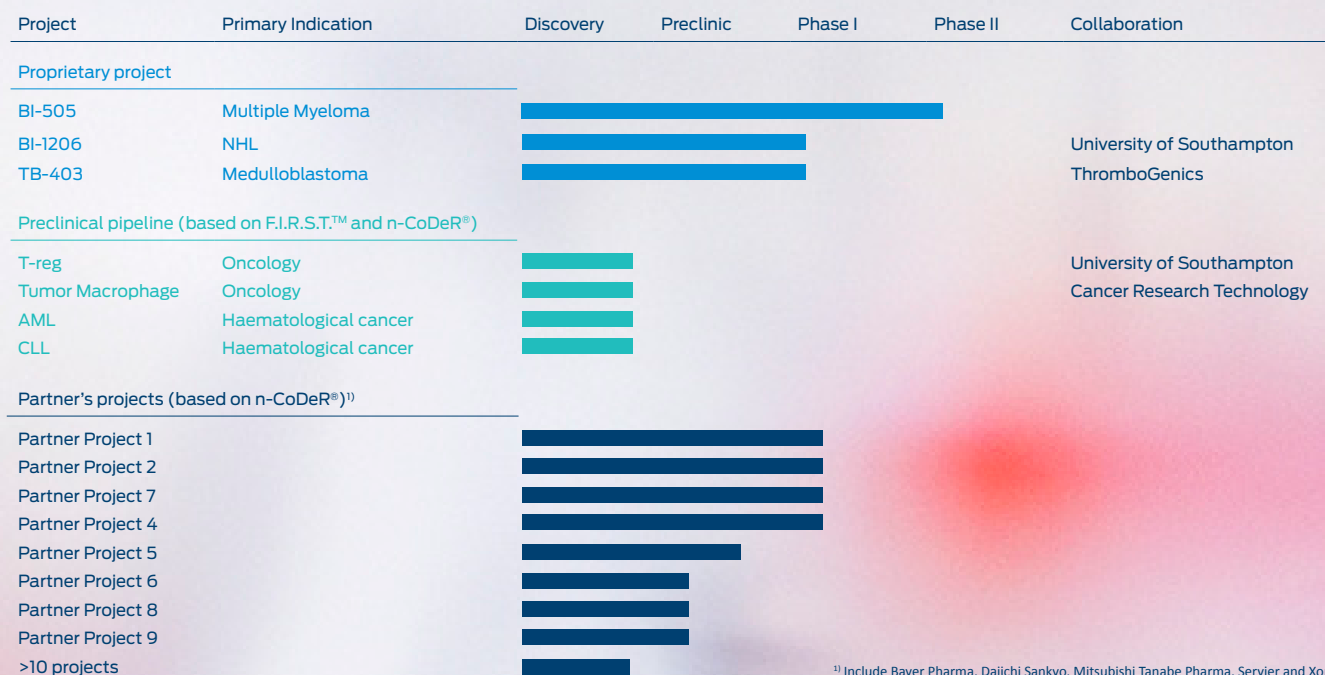 Project Primary Indication Discovery Preclinic Phase I Phase II Collaboration
Proprietary project
BI-505 Multiple Myeloma
BI-1206 NHL University of Southampton
TB-403 Medulloblastoma ThromboGenics
Preclinical pipeline (based on F.I.R.S.T.™ and n-CoDeR®)
T-reg Oncology University of Southampton
Tumor Macrophage Oncology Cancer Research Technology
AML Haematological cancer
CLL Haematological cancer
Partner's projects (based on n-CoDeR®)¹⁾
Partner Project 1
Partner Project 2
Partner Project 7
Partner Project 4
Partner Project 5
Partner Project 6
Partner Project 8
Partner Project 9
>10 projects
¹⁾ Include Bayer Pharma, Daiichi Sankyo, Mitsubishi Tanabe Pharma, Servier and